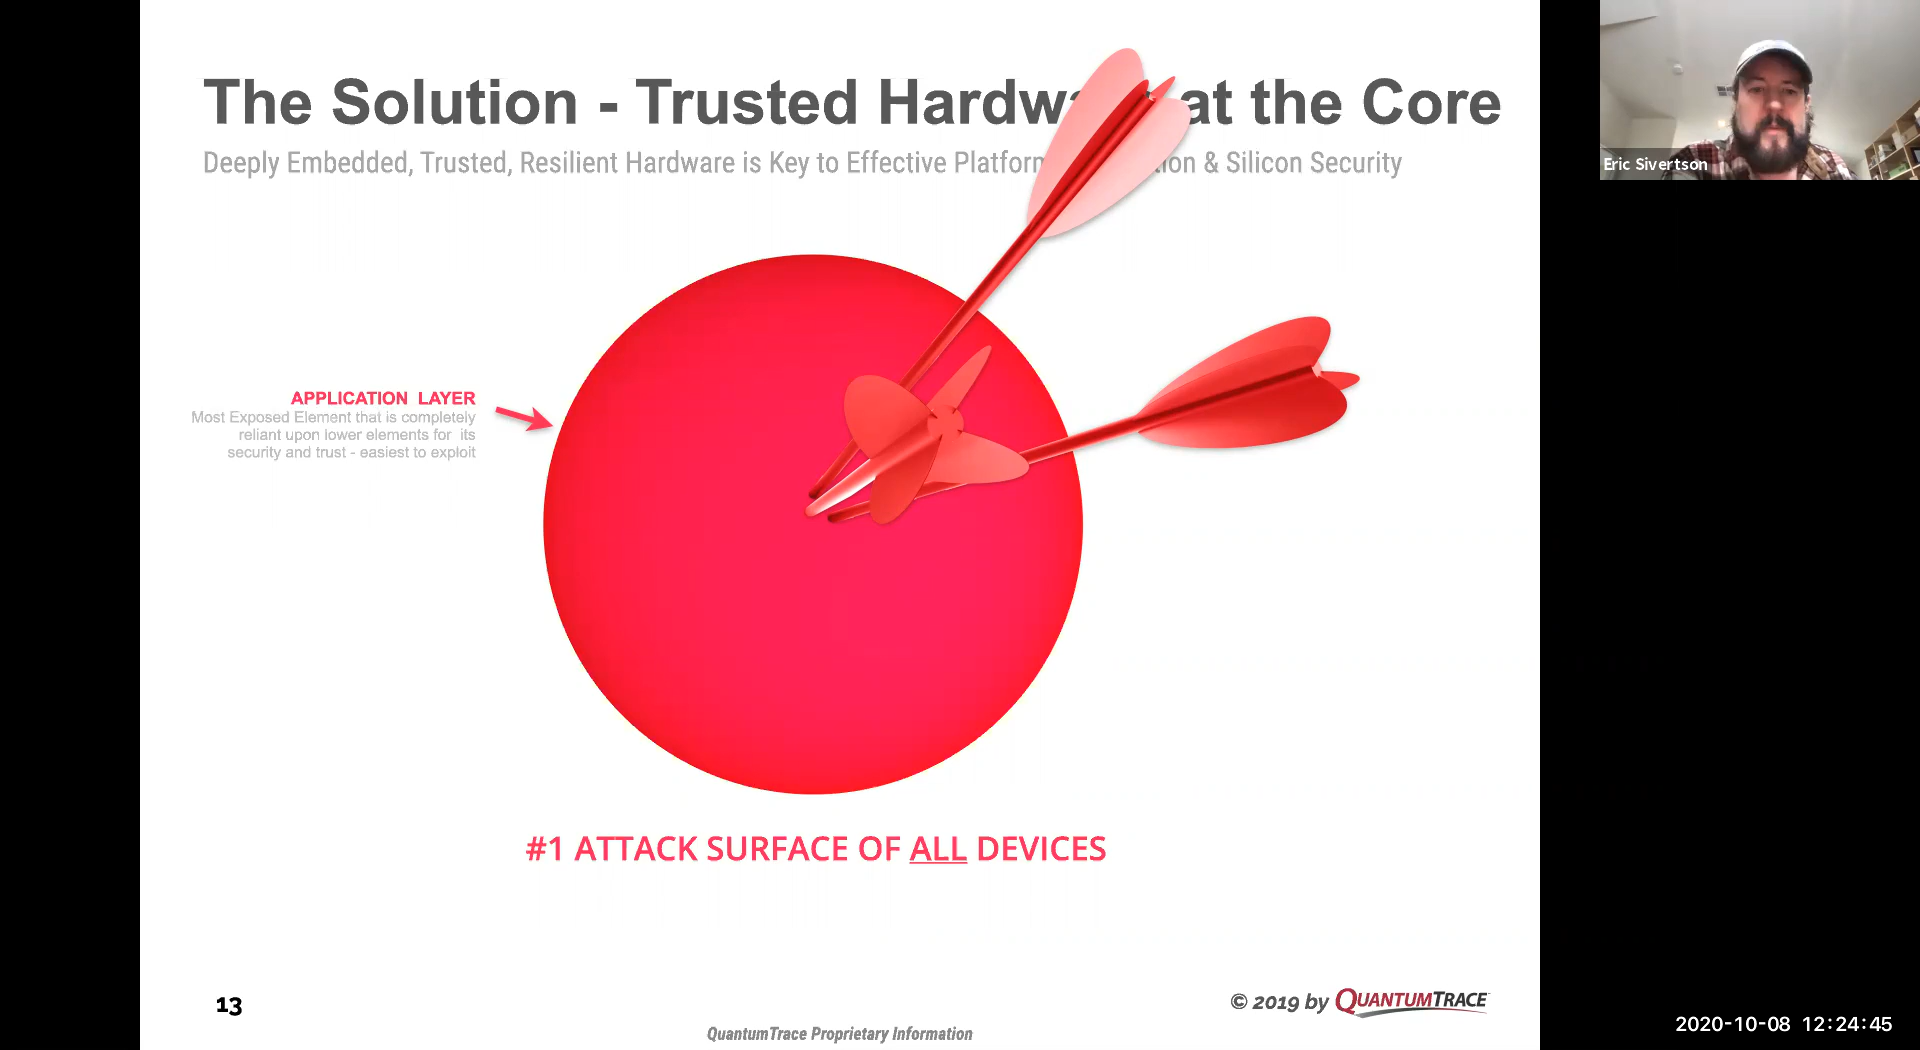 The Solution - Trusted Hardw at the Core
Deeply Embedded, Trusted, Resilient Hardware is Key to Effective Platfor & Silicon Security
Eric Sivertson
APPLICATION LAYER
Most Exposed Element that is completely
reliant upon lower elements for its
security and trust - easiest to exploit
#1 ATTACK SURFACE OF ALL DEVICES
13
© 2019 by QUANTUMTRACE
QuantumTrace Proprietary Information
2020-10-08 12:24:45